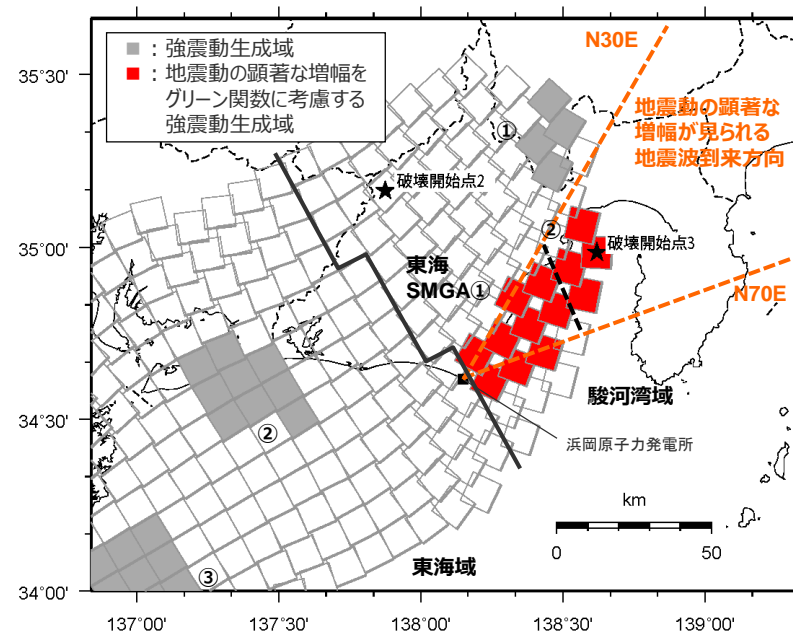 ■：強震動生成域
■：地震動の顕著な増幅を
グリーン関数に考慮する
強震動生成域
N30E
地震動の顕著な
増幅が見られる
地震波到来方向
①
破壊開始点2
②
破壊開始点3
東海
SMGA①
N70E
駿河湾域
②
浜岡原子力発電所
km
0 50
東海域
③
35°30'
35°00'
34°30'
34°00'
137°00' 137°30' 138°00' 138°30' 139°00'